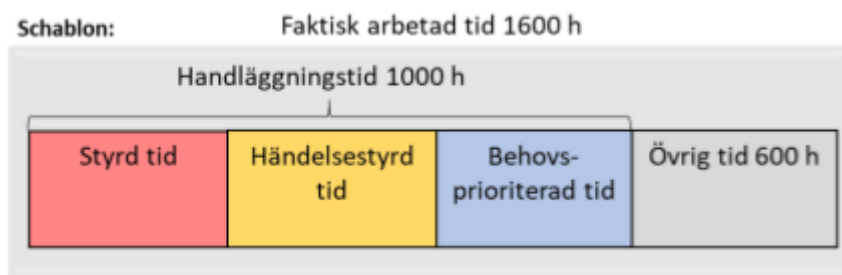 Schablon:
Faktisk arbetad tid 1600 h
Handläggningstid 1000 h
Styrd tid
Händelsestyrd
tid
Behovs-
prioriterad tid
Övrig tid 600 h